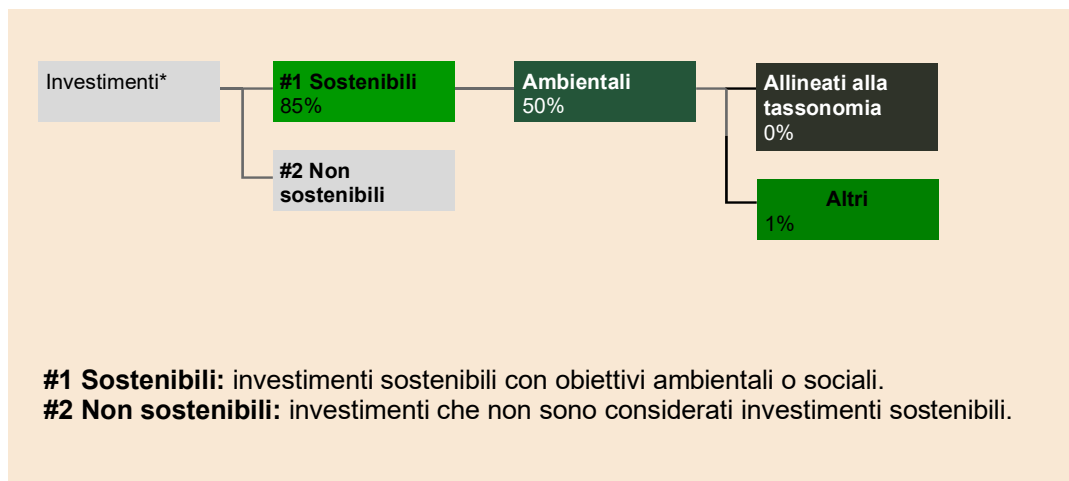 Investimenti*
#1 Sostenibili
85%
Ambientali
50%
Allineati alla
tassonomia
0%
#2 Non
sostenibili
Altri
1%
#1 Sostenibili: investimenti sostenibili con obiettivi ambientali o sociali.
#2 Non sostenibili: investimenti che non sono considerati investimenti sostenibili.